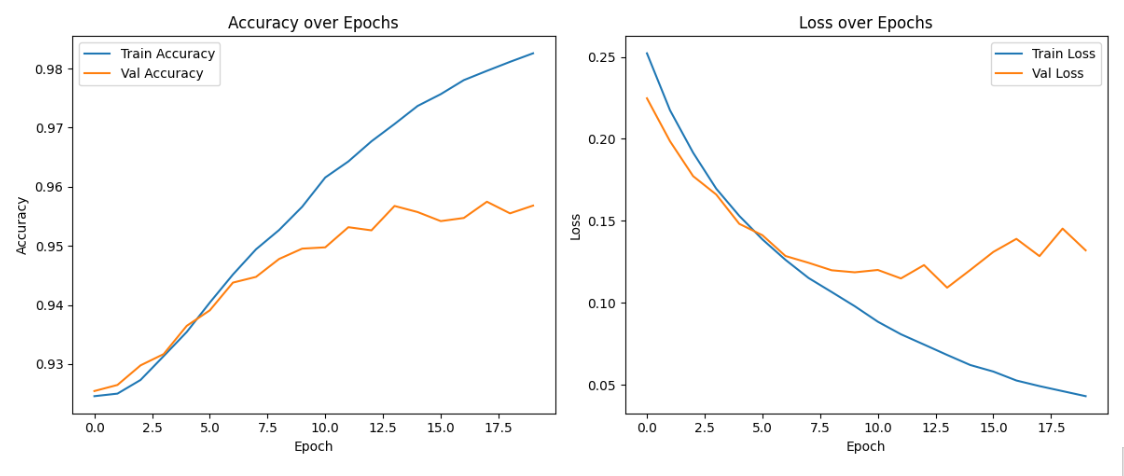 Accuracy over Epochs
Train Accuracy
Val Accuracy
0.98
0.97
0.96
0.95
0.94
0.93
Accuracy
0.0 2.5 5.0 7.5 10.0 12.5 15.0 17.5
Epoch
Loss over Epochs
Train Loss
Val Loss
0.25
0.20
0.15
0.10
0.05
Loss
0.0 2.5 5.0 7.5 10.0 12.5 15.0 17.5
Epoch